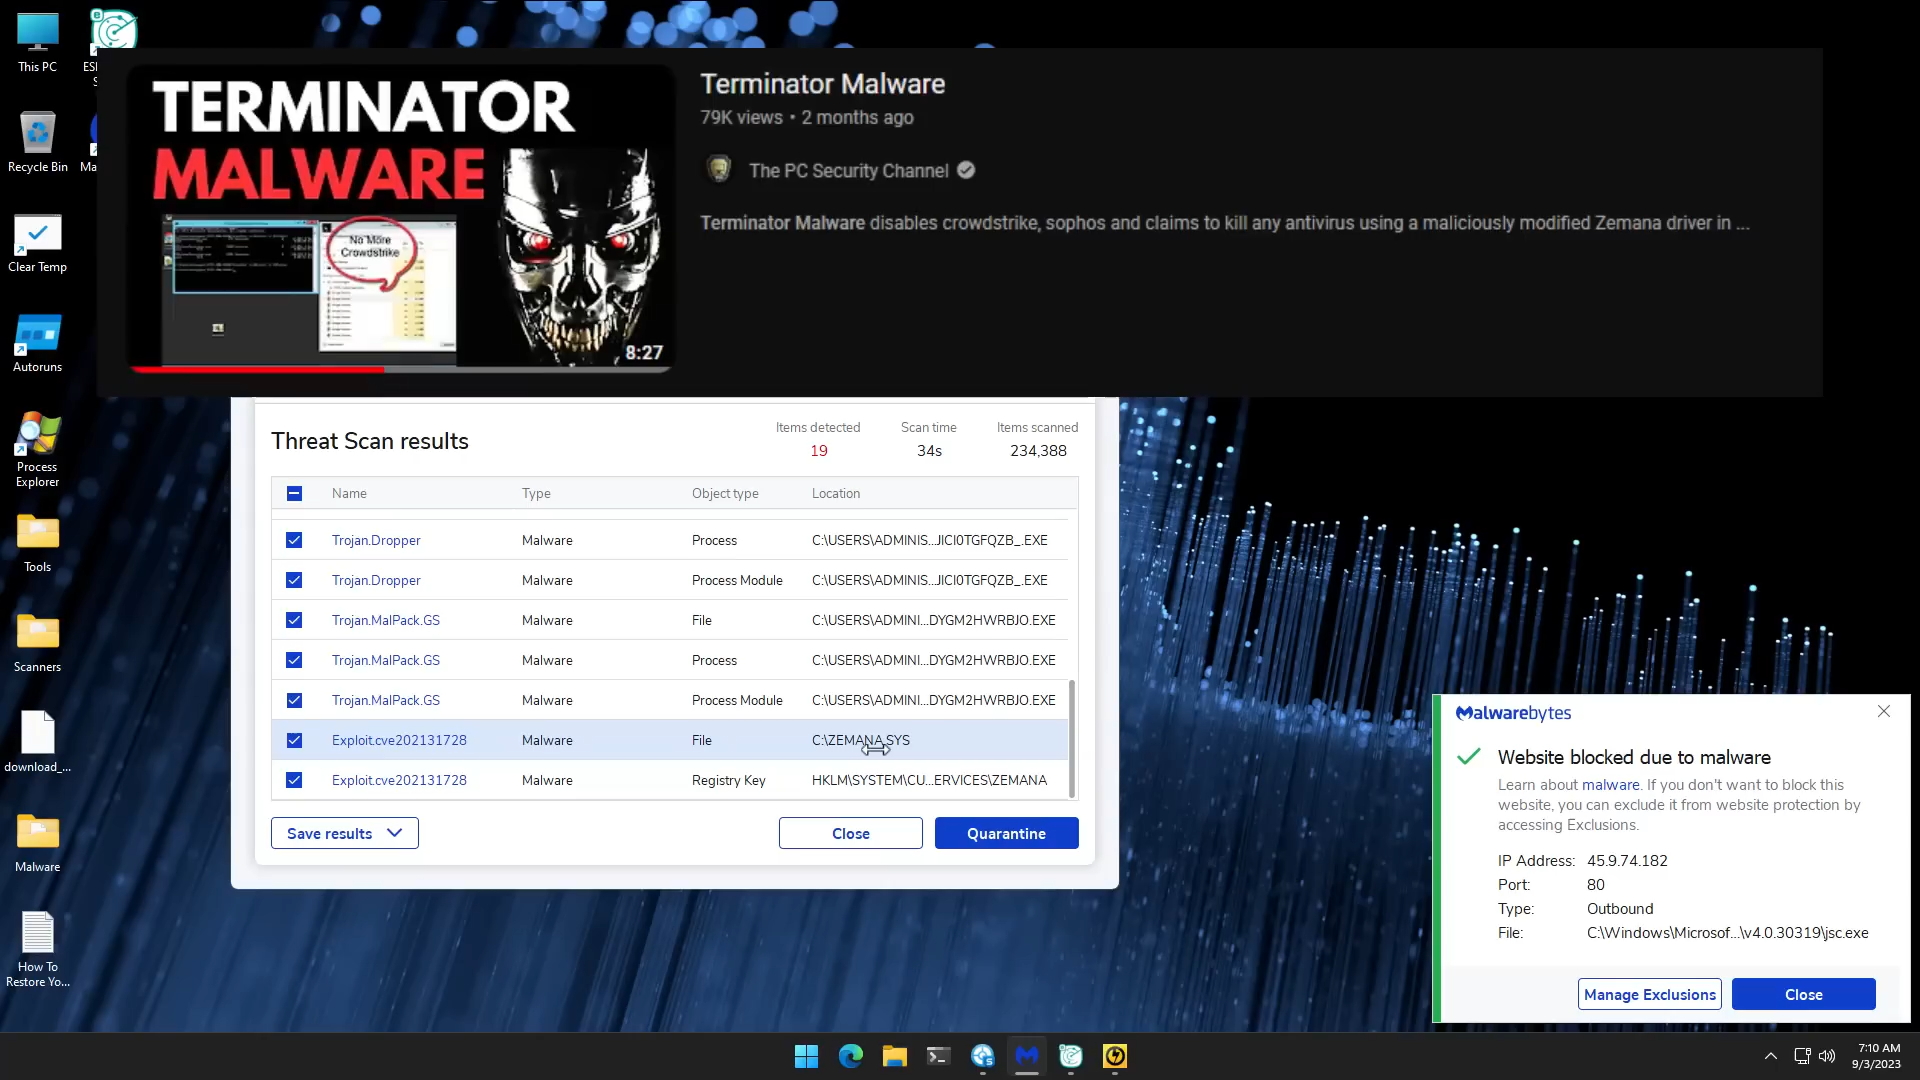 This PC
ES
S
Recycle Bin
Ma
Clear Temp
Autoruns
Process
Explorer
Tools
Scanners
download_...
Malware
How To
Restore Yo...
TERMINATOR
MALWARE
No More
Crowdstrike
8:27
Terminator Malware
79K views • 2 months ago
The PC Security Channel
Terminator Malware disables crowdstrike, sophos and claims to kill any antivirus using a maliciously modified Zemana driver in ...
Threat Scan results
Items detected
19
Scan time
34s
Items scanned
234,388
Name Type Object type Location
Trojan.Dropper Malware Process C:\USERS\ADMINIS...JICI0TGFQZB_.EXE
Trojan.Dropper Malware Process Module C:\USERS\ADMINIS...JICI0TGFQZB_.EXE
Trojan.MalPack.GS Malware File C:\USERS\ADMINI...DYGM2HWRBJO.EXE
Trojan.MalPack.GS Malware Process C:\USERS\ADMINI...DYGM2HWRBJO.EXE
Trojan.MalPack.GS Malware Process Module C:\USERS\ADMINI...DYGM2HWRBJO.EXE
Exploit.cve202131728 Malware File C:\ZEMANA.SYS
Exploit.cve202131728 Malware Registry Key HKLM\SYSTEM\CU...ERVICES\ZEMANA
Save results Close Quarantine
Malwarebytes
Website blocked due to malware
Learn about malware. If you don't want to block this
website, you can exclude it from website protection by
accessing Exclusions.
IP Address: 45.9.74.182
Port: 80
Type: Outbound
File: C:\Windows\Microsof...\v4.0.30319\jsc.exe
Manage Exclusions Close
7:10 AM
9/3/2023